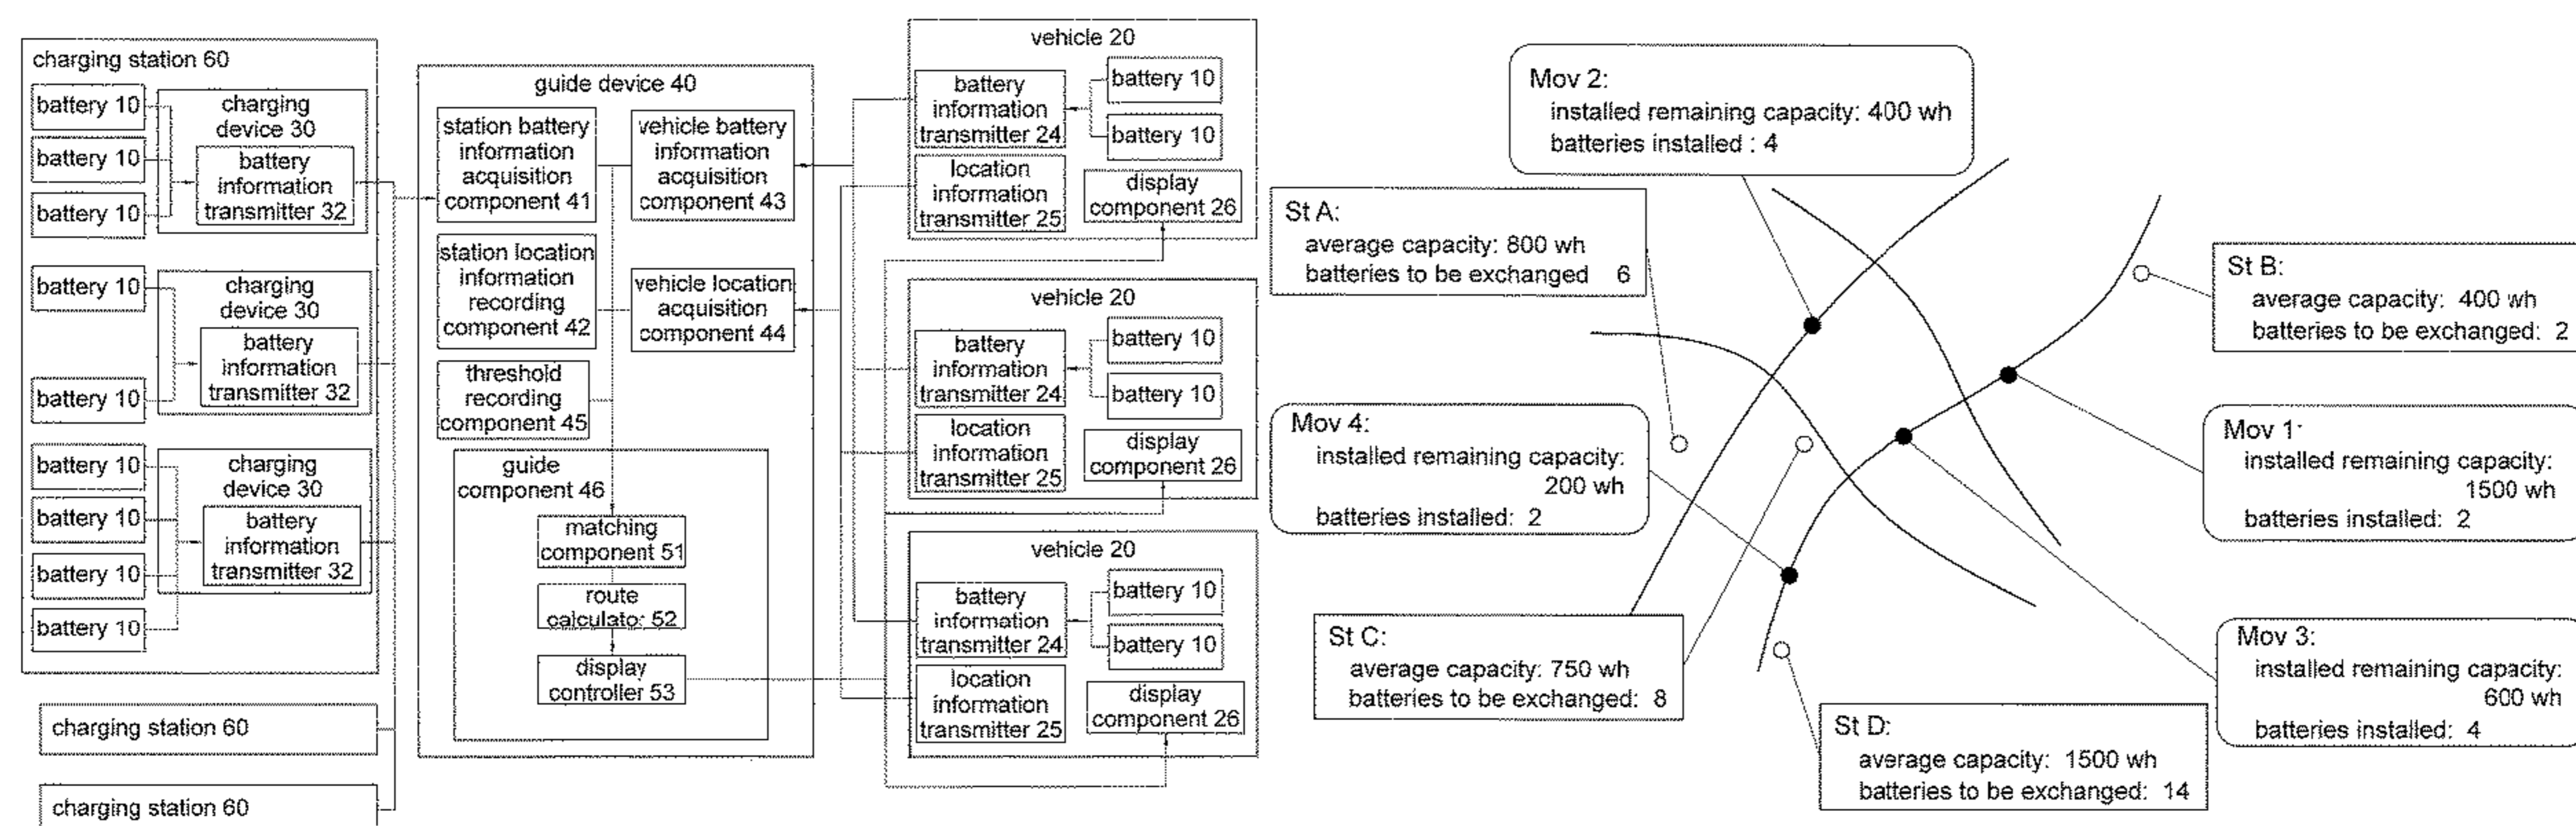 charging station 60
battery 10
battery 10
battery 10
charging
device 30
battery
information
transmitter 32
battery 10
battery 10
charging
device 30
battery
information
transmitter 32
battery 10
battery 10
battery 10
battery 10
charging
device 30
battery
information
transmitter 32
charging station 60
charging station 60
guide device 40
station battery
information
acquisition
component 41
vehicle battery
information
acquisition
component 43
station location
information
recording
component 42
vehicle location
acquisition
component 44
threshold
recording
component 45
guide
component 46
matching
component 51
route
calculator 52
display
controller 53
vehicle 20
battery
information
transmitter 24
battery 10
battery 10
location
information
transmitter 25
display
component 26
vehicle 20
battery
information
transmitter 24
battery 10
battery 10
location
information
transmitter 25
display
component 26
vehicle 20
battery
information
transmitter 24
battery 10
battery 10
location
information
transmitter 25
display
component 26
Mov 2:
installed remaining capacity: 400 wh
batteries installed : 4
St A:
average capacity: 800 wh
batteries to be exchanged 6
St B:
average capacity: 400 wh
batteries to be exchanged: 2
Mov 4:
installed remaining capacity:
200 wh
batteries installed: 2
Mov 1:
installed remaining capacity:
1500 wh
batteries installed: 2
St C:
average capacity: 750 wh
batteries to be exchanged: 8
Mov 3:
installed remaining capacity:
600 wh
batteries installed: 4
St D:
average capacity: 1500 wh
batteries to be exchanged: 14